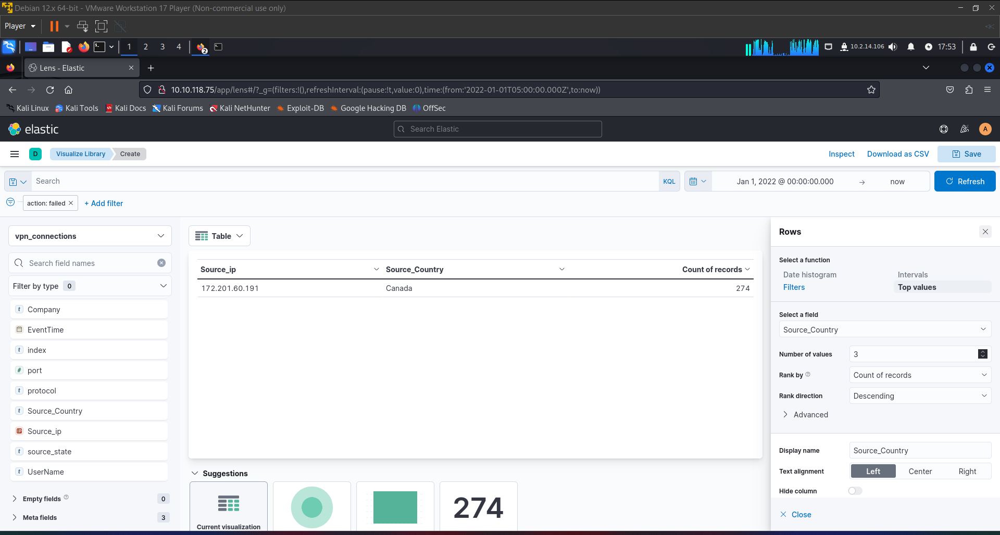 Debian 12.x 64-bit - VMware Workstation 17 Player (Non-commercial use only)
Player
1 2 3 4
2
10.2.14.106
17:53
Lens - Elastic
10.10.118.75/app/lens#/?_g=(filters:!(),refreshInterval:(pause:!t,value:0),time:(from:'2022-01-01T05:00:00.000Z',to:now))
Kali Linux Kali Tools Kali Docs Kali Forums Kali NetHunter Exploit-DB Google Hacking DB OffSec
elastic
Search Elastic
A
D
Visualize Library
Create
Inspect
Download as CSV
Save
Search
KQL
Jan 1, 2022 @ 00:00:00.000 → now
Refresh
action: failed
+ Add filter
vpn_connections
Search field names
Filter by type 0
t Company
EventTime
t index
# port
t protocol
t Source_Country
IP Source_ip
t source_state
t UserName
Empty fields 0
Meta fields 3
Table
Source_ip Source_Country Count of records
172.201.60.191 Canada 274
Suggestions
Current visualization
274
Rows
Select a function
Date histogram Intervals
Filters Top values
Select a field
Source_Country
Number of values 3
Rank by Count of records
Rank direction Descending
Advanced
Display name Source_Country
Text alignment Left Center Right
Hide column
Close